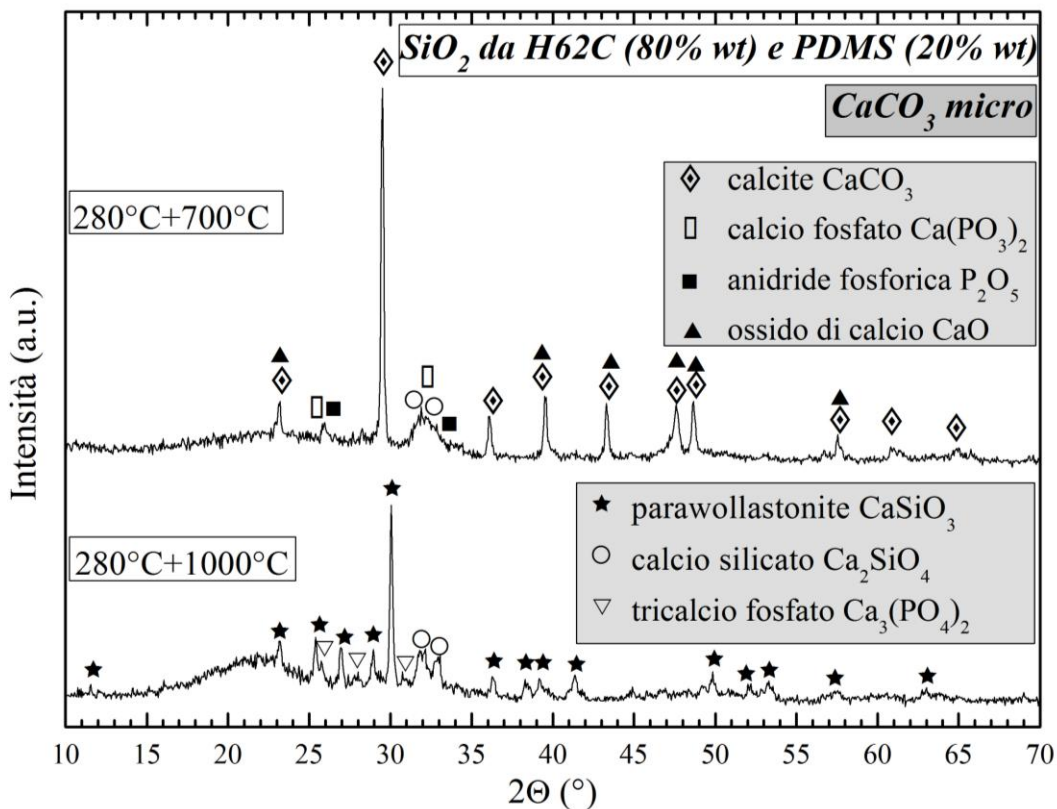 SiO2 da H62C (80% wt) e PDMS (20% wt)
CaCO3 micro
calcite CaCO3
280°C+700°C
calcio fosfato Ca(PO3)2
anidride fosforica P2O5
ossido di calcio CaO
Intensità (a.u.)
parawollastonite CaSiO3
280°C+1000°C
calcio silicato Ca2SiO4
tricalcio fosfato Ca3(PO4)2
10 15 20 25 30 35 40 45 50 55 60 65 70
2Θ (°)